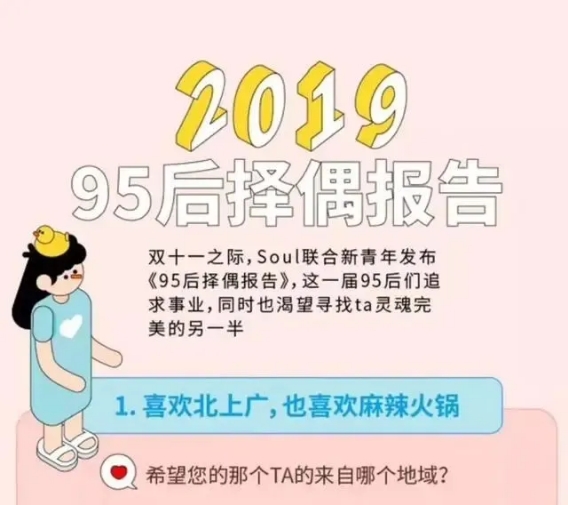 2019
95后择偶报告
双十一之际,Soul联合新青年发布
《95后择偶报告》,这一届95后们追
求事业,同时也渴望寻找ta灵魂完
美的另一半
1. 喜欢北上广,也喜欢麻辣火锅
希望您的那个TA的来自哪个地域?